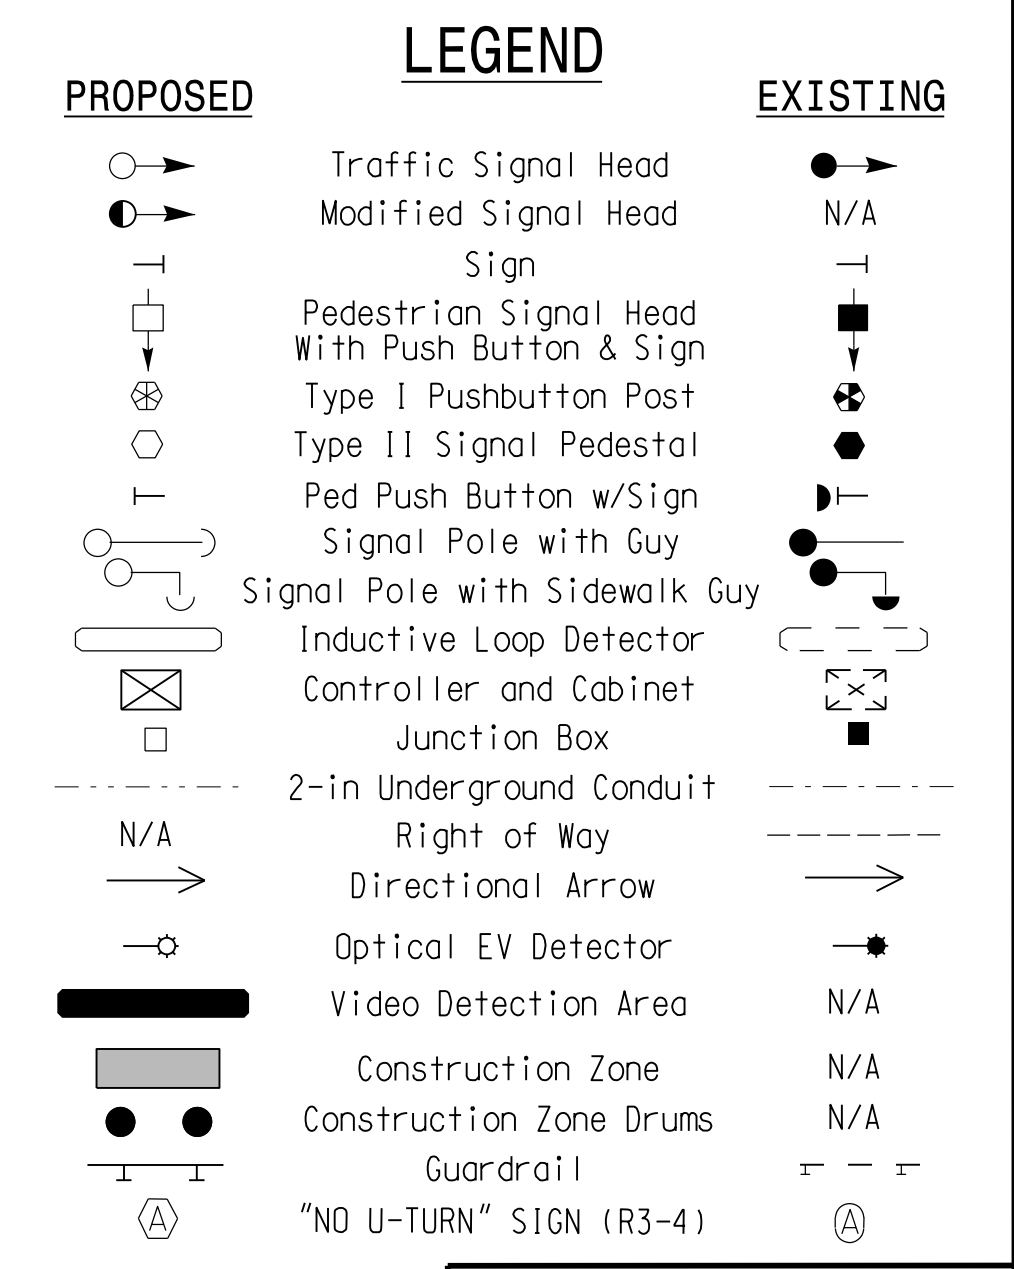 LEGEND
PROPOSED EXISTING
Traffic Signal Head
Modified Signal Head N/A
Sign
Pedestrian Signal Head
With Push Button & Sign
Type I Pushbutton Post
Type II Signal Pedestal
Ped Push Button w/Sign
Signal Pole with Guy
Signal Pole with Sidewalk Guy
Inductive Loop Detector
Controller and Cabinet
Junction Box
2-in Underground Conduit
N/A Right of Way
Directional Arrow
Optical EV Detector
Video Detection Area N/A
Construction Zone N/A
Construction Zone Drums N/A
Guardrail
A "NO U-TURN" SIGN (R3-4) A